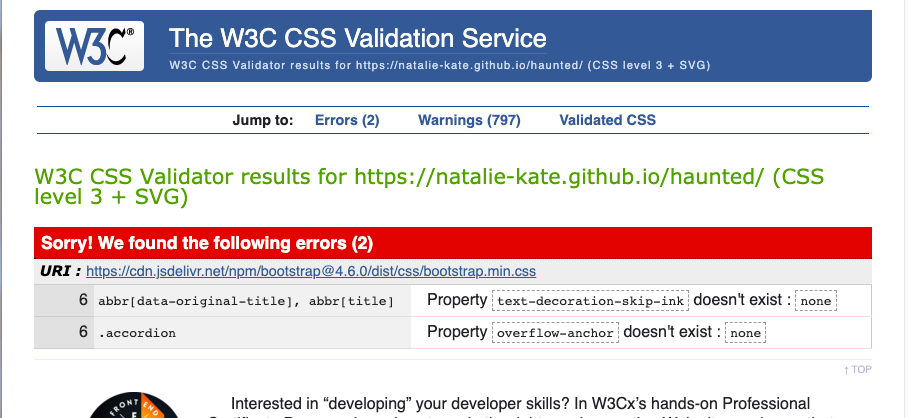 W3C®
The W3C CSS Validation Service
W3C CSS Validator results for https://natalie-kate.github.io/haunted/ (CSS level 3 + SVG)
Jump to: Errors (2) Warnings (797) Validated CSS
W3C CSS Validator results for https://natalie-kate.github.io/haunted/ (CSS
level 3 + SVG)
Sorry! We found the following errors (2)
URI : https://cdn.jsdelivr.net/npm/bootstrap@4.6.0/dist/css/bootstrap.min.css
6 abbr[data-original-title], abbr[title] Property text-decoration-skip-ink doesn't exist : none
6 .accordion Property overflow-anchor doesn't exist : none
↑ TOP
FRONT END
Interested in “developing” your developer skills? In W3Cx's hands-on Professional